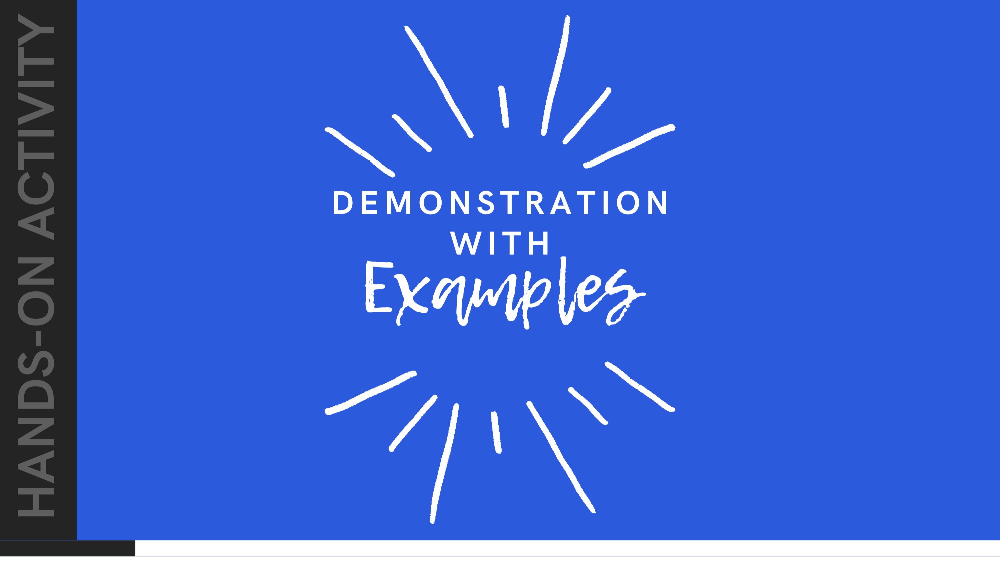 HANDS-ON ACTIVITY
DEMONSTRATION
WITH
Examples